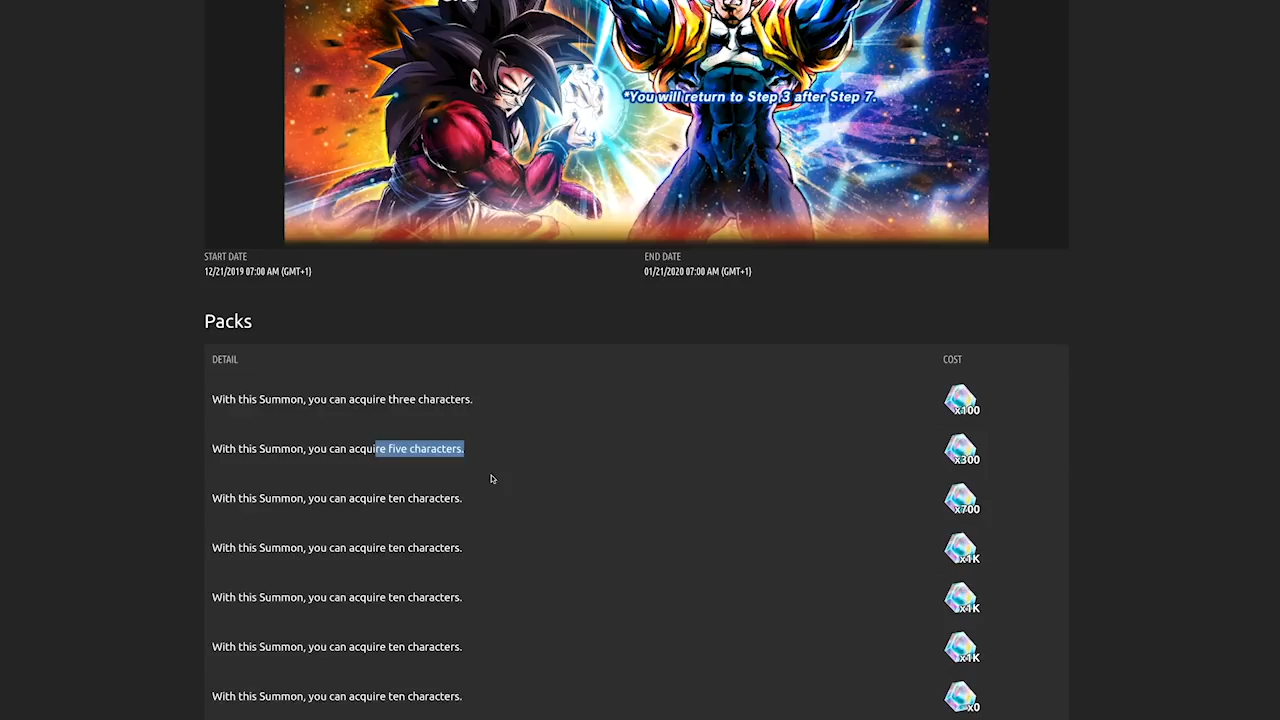 *You will return to Step 3 after Step 7.
START DATE
END DATE
12/21/2019 07:00 AM (GMT+1)
01/21/2020 07:00 AM (GMT+1)
Packs
DETAIL
COST
With this Summon, you can acquire three characters.
x100
With this Summon, you can acquire five characters.
x300
With this Summon, you can acquire ten characters.
x700
With this Summon, you can acquire ten characters.
x1K
With this Summon, you can acquire ten characters.
x1K
With this Summon, you can acquire ten characters.
x1K
With this Summon, you can acquire ten characters.
x0